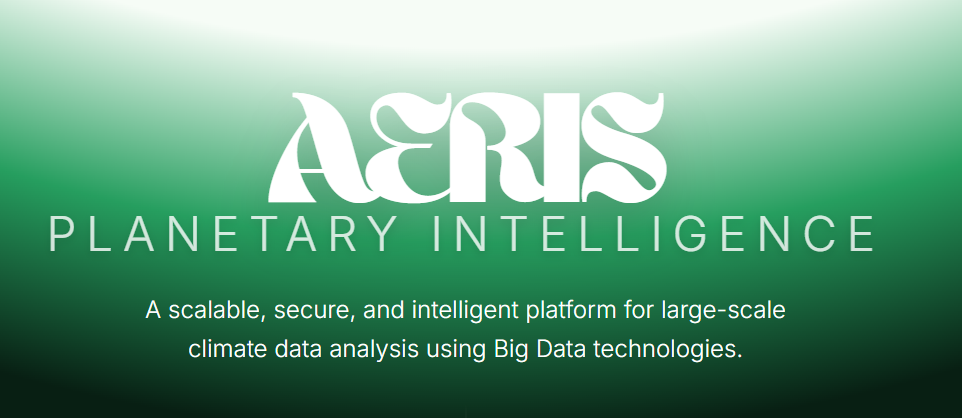 AERIS
PLANETARY INTELLIGENCE
A scalable, secure, and intelligent platform for large-scale
climate data analysis using Big Data technologies.